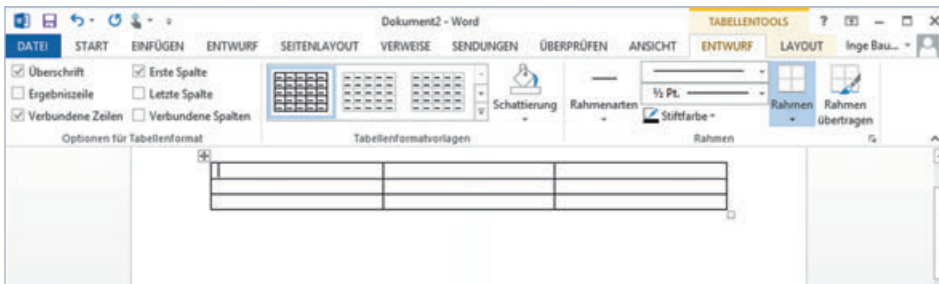 Dokument2 - Word TABELLENTOOLS ?
DATEI START EINFÜGEN ENTWURF SEITENLAYOUT VERWEISE SENDUNGEN ÜBERPRÜFEN ANSICHT ENTWURF LAYOUT Inge Bau...
Überschrift Erste Spalte
Ergebniszeile Letzte Spalte
Verbundene Zeilen Verbundene Spalten
Schattierung Rahmenarten ½ Pt. Stiftfarbe Rahmen Rahmen übertragen
Optionen für Tabellenformat Tabellenformatvorlagen Rahmen